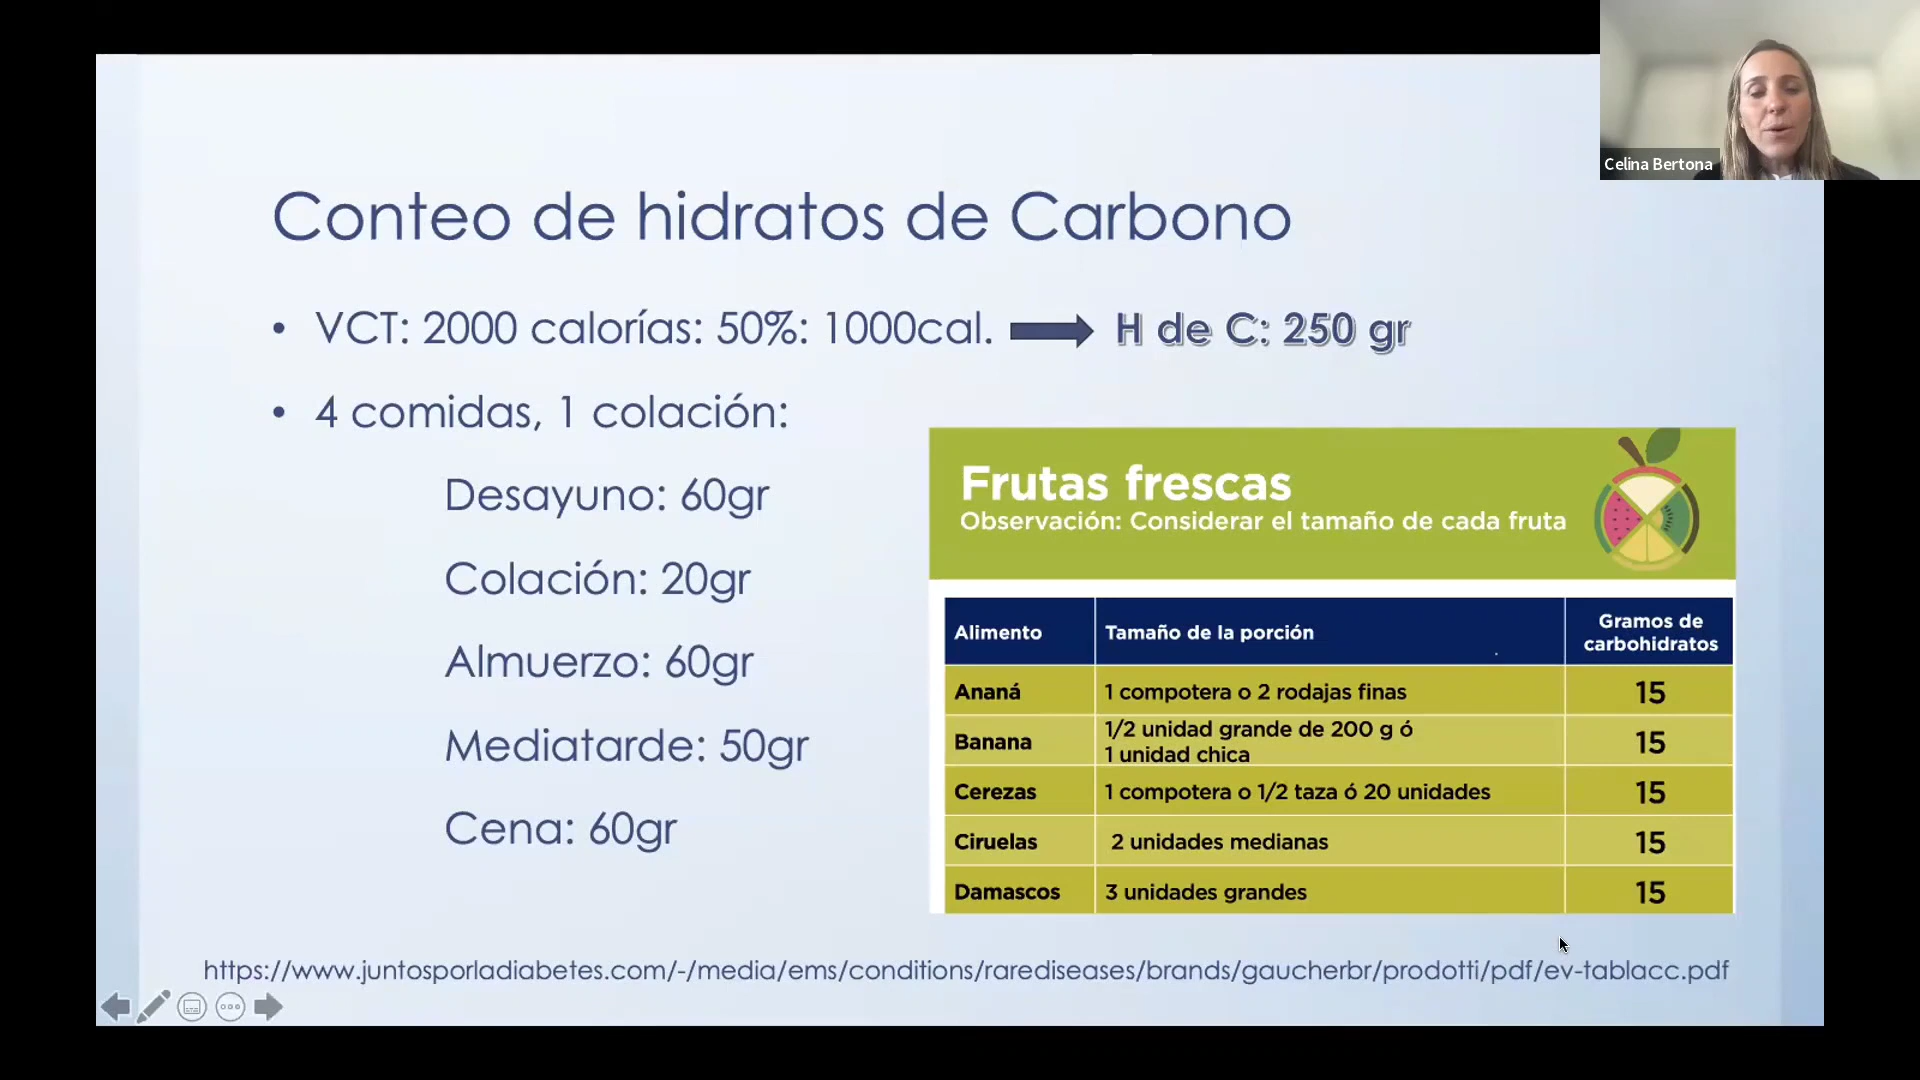 Celina Bertona
Conteo de hidratos de Carbono
• VCT: 2000 calorías: 50%: 1000cal. H de C: 250 gr
• 4 comidas, 1 colación:
Desayuno: 60gr
Colación: 20gr
Almuerzo: 60gr
Mediatarde: 50gr
Cena: 60gr
Frutas frescas
Observación: Considerar el tamaño de cada fruta
Alimento Tamaño de la porción Gramos de carbohidratos
Ananá 1 compotera o 2 rodajas finas 15
Banana 1/2 unidad grande de 200 g ó 1 unidad chica 15
Cerezas 1 compotera o 1/2 taza ó 20 unidades 15
Ciruelas 2 unidades medianas 15
Damascos 3 unidades grandes 15
https://www.juntosporladiabetes.com/-/media/ems/conditions/rarediseases/brands/gaucherbr/prodotti/pdf/ev-tablacc.pdf